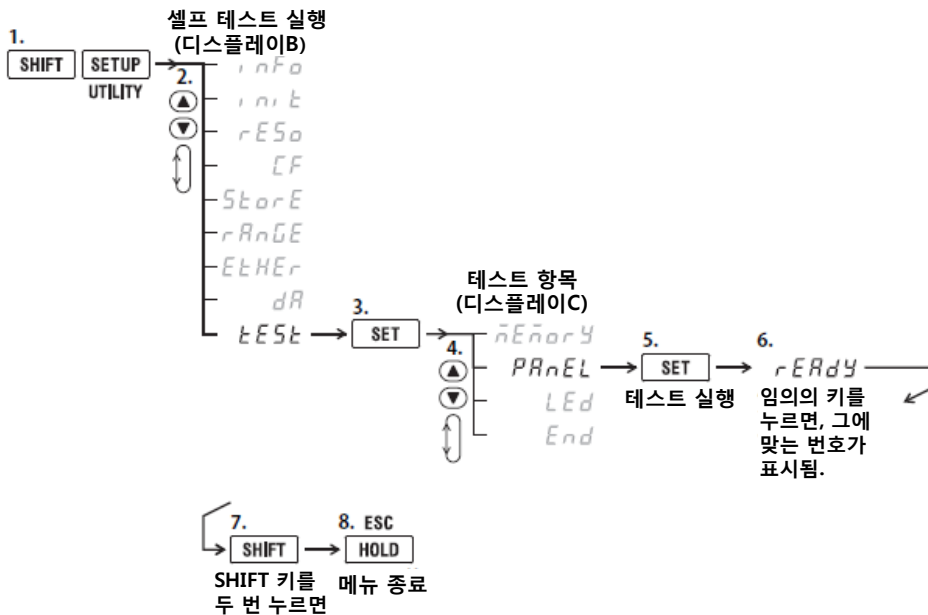 셀프 테스트 실행
(디스플레이B)
1.
SHIFT SETUP
UTILITY
2.
inFo
init
rESo
CF
StorE
rAnGE
EtHEr
dA
tESt
3.
SET
테스트 항목
(디스플레이C)
4.
mEmorY
PAnEL
LEd
End
5.
SET
테스트 실행
6.
rEAdY
임의의 키를
누르면, 그에
맞는 번호가
표시됨.
7.
SHIFT
SHIFT 키를
두 번 누르면
8. ESC
HOLD
메뉴 종료